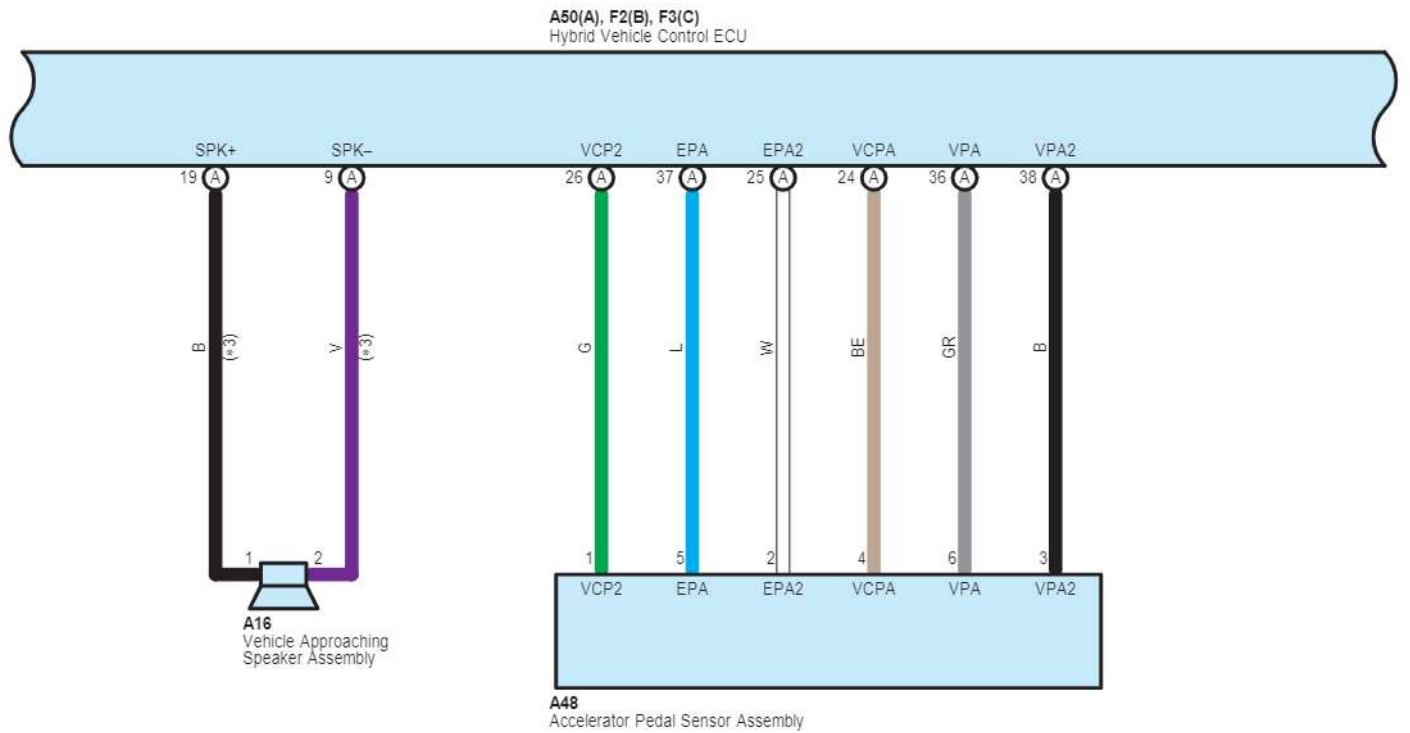 A50(A), F2(B), F3(C)
Hybrid Vehicle Control ECU
SPK+ SPK– VCP2 EPA EPA2 VCPA VPA VPA2
19 A 9 A 26 A 37 A 25 A 24 A 36 A 38 A
B (*3) V (*3) G L W BE GR B
1 2 1 5 2 4 6 3
VCP2 EPA EPA2 VCPA VPA VPA2
A16
Vehicle Approaching
Speaker Assembly
A48
Accelerator Pedal Sensor Assembly